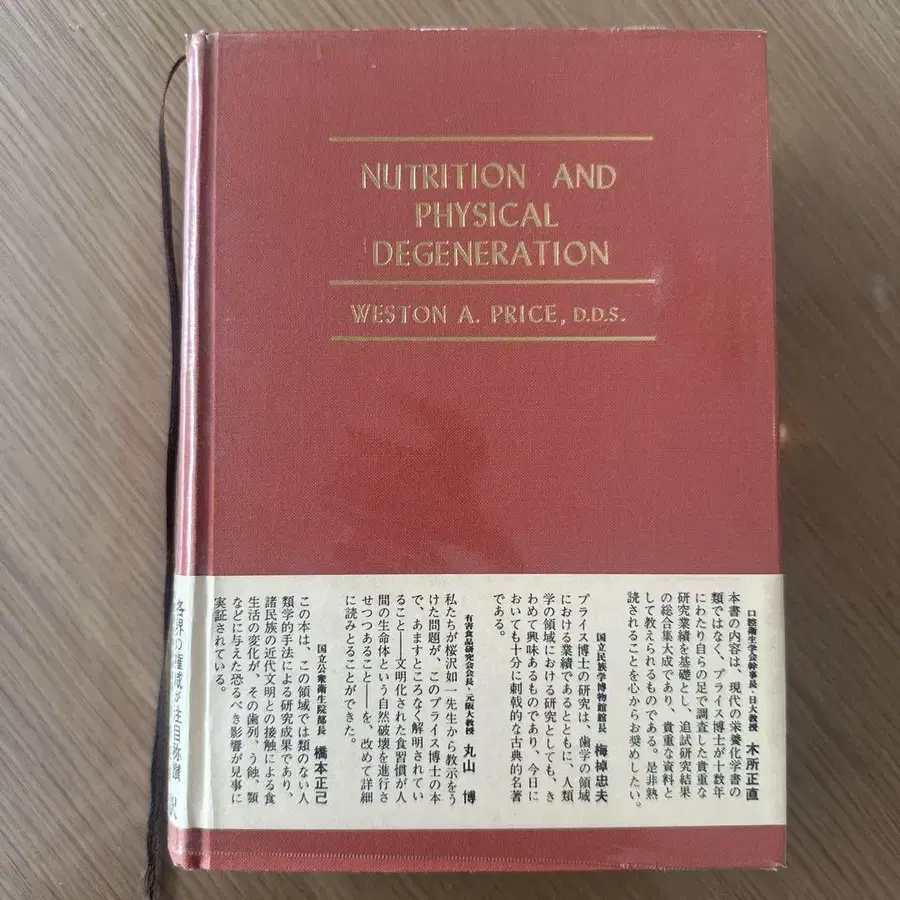 NUTRITION AND
PHYSICAL
DEGENERATION
WESTON A. PRICE, D.D.S.
口腔衛生学会幹事長・日大教授 木所正直
本書の内容は、現代の栄養化学書の
類ではなく、プライス博士が十数年
にわたり自らの足で調査した貴重な
研究業績を基礎とし、追試研究結果
の総合集大成であり、貴重な資料と
して教えられるものである。是非熟
読されることを心からお奨めしたい。
国立民族学博物館館長 梅棹忠夫
プライス博士の研究は、歯学の領域
における業績であるとともに、人類
学の領域における研究としても、き
わめて興味あるものであり、今日に
おいても十分に刺戟的な古典的名著
である。
有害食品研究会会長・元阪大教授 丸山 博
私たちが桜沢如一先生から教示をう
けた問題が、このプライス博士の本
で、あますところなく解明されてい
ること──文明化された食習慣が人
間の生命体という自然破壊を進行さ
せつつあること──を、改めて詳細
に読みとることができた。
国立公衆衛生院部長 橋本正己
この本は、この領域では類のない人
類学的手法による研究成果であり、
諸民族の近代文明との接触による食
生活の変化が、その歯列、う蝕、顎
などに与えた恐るべき影響が見事に
実証されている。
各界の権威が注目称讃
訳